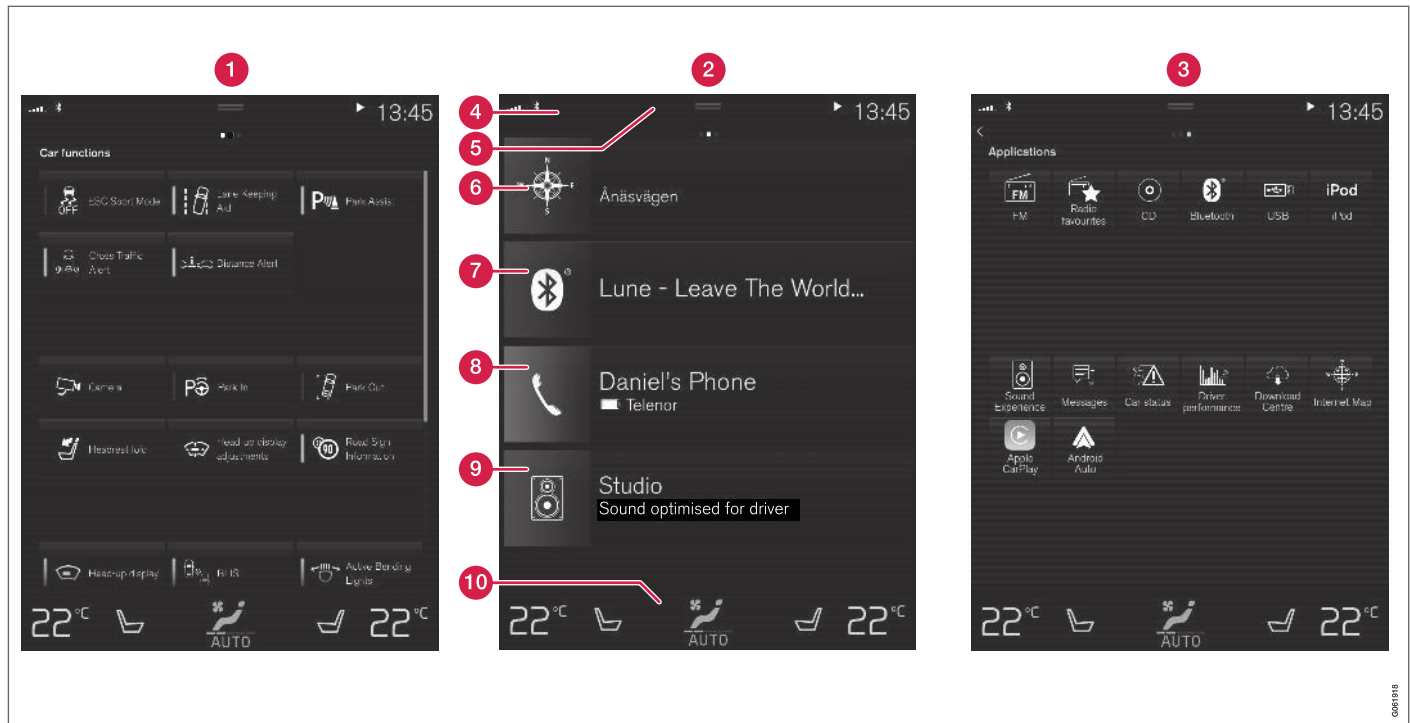 1
2
3
13:45
Car functions
OFF
ESC Sport Mode
Lane Keeping
Aid
P
Park Assist
Cross Traffic
Alert
Distance Alert
Camera
P
Park In
Park Out
Headrest fold
Head-up display
adjustments
90
Road Sign
Information
Head-up display
BLIS
Active Bending
Lights
22°C
AUTO
22°C
4
13:45
5
6
N
W
E
S
Ånäsvägen
7
Lune - Leave The World...
8
Daniel's Phone
Telenor
9
Studio
Sound optimised for driver
10
22°C
AUTO
22°C
13:45
Applications
FM
iPod
FM
Radio
favourites
CD
Bluetooth
USB
iPod
Sound
Experience
Messages
Car status
Driver
performance
Download
Centre
Internet Map
Apple
CarPlay
Android
Auto
22°C
AUTO
22°C
G061918